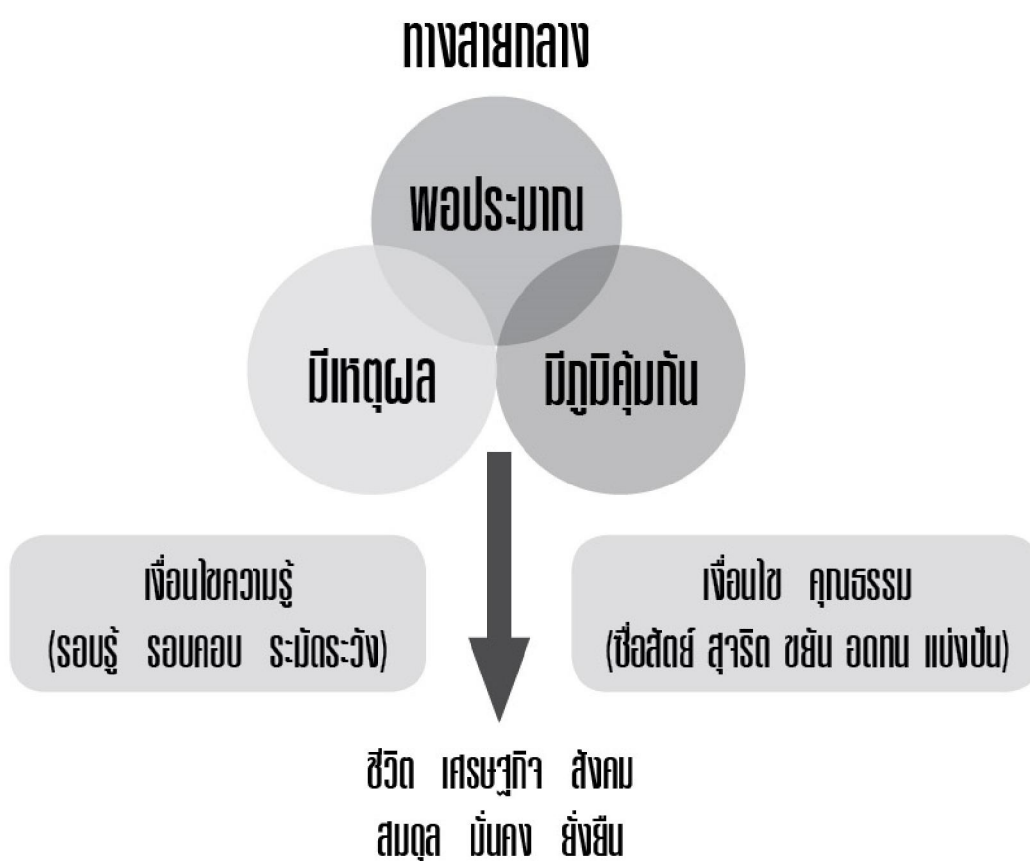 ทางสายกลาง
พอประมาณ
มีเหตุผล
มีภูมิคุ้มกัน
เงื่อนไขความรู้
(รอบรู้ รอบคอบ ระมัดระวัง)
เงื่อนไข คุณธรรม
(ซื่อสัตย์ สุจริต ขยัน อดทน แบ่งปัน)
ชีวิต เศรษฐกิจ สังคม
สมดุล มั่นคง ยั่งยืน